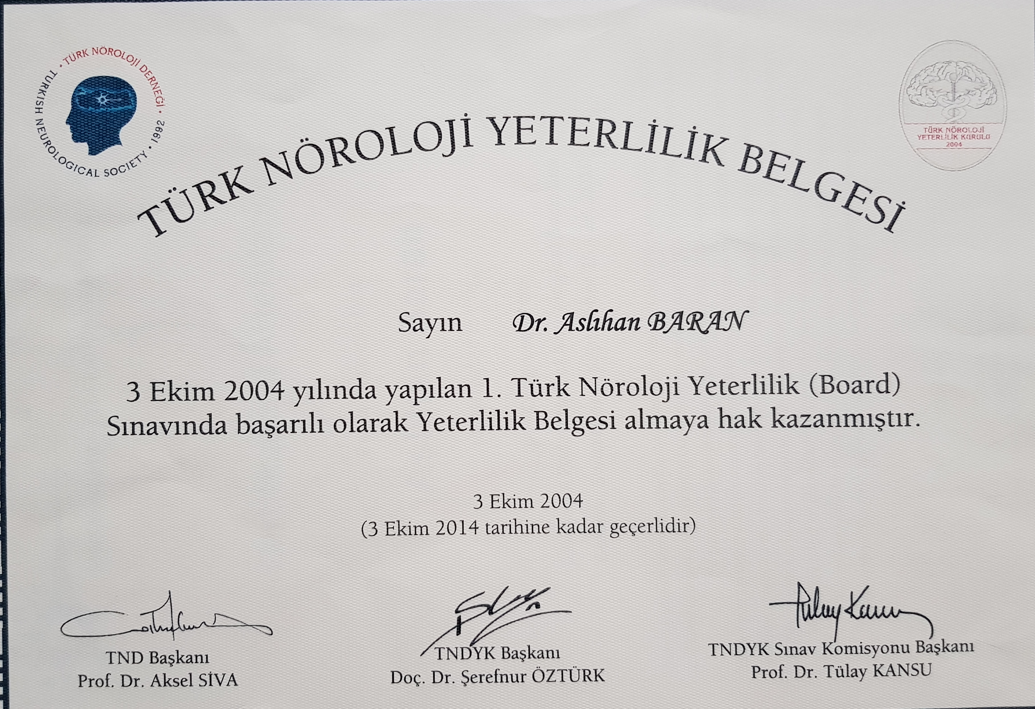 TÜRK NÖROLOJİ DERNEĞİ
TURKISH NEUROLOGICAL SOCIETY • 1992 •
TÜRK NÖROLOJİ
YETERLİLİK KURULU
2004
TÜRK NÖROLOJİ YETERLİLİK BELGESİ
Sayın Dr. Aslıhan BARAN
3 Ekim 2004 yılında yapılan 1. Türk Nöroloji Yeterlilik (Board)
Sınavında başarılı olarak Yeterlilik Belgesi almaya hak kazanmıştır.
3 Ekim 2004
(3 Ekim 2014 tarihine kadar geçerlidir)
TND Başkanı
Prof. Dr. Aksel SİVA
TNDYK Başkanı
Doç. Dr. Şerefnur ÖZTÜRK
Tülay Kansu
TNDYK Sınav Komisyonu Başkanı
Prof. Dr. Tülay KANSU